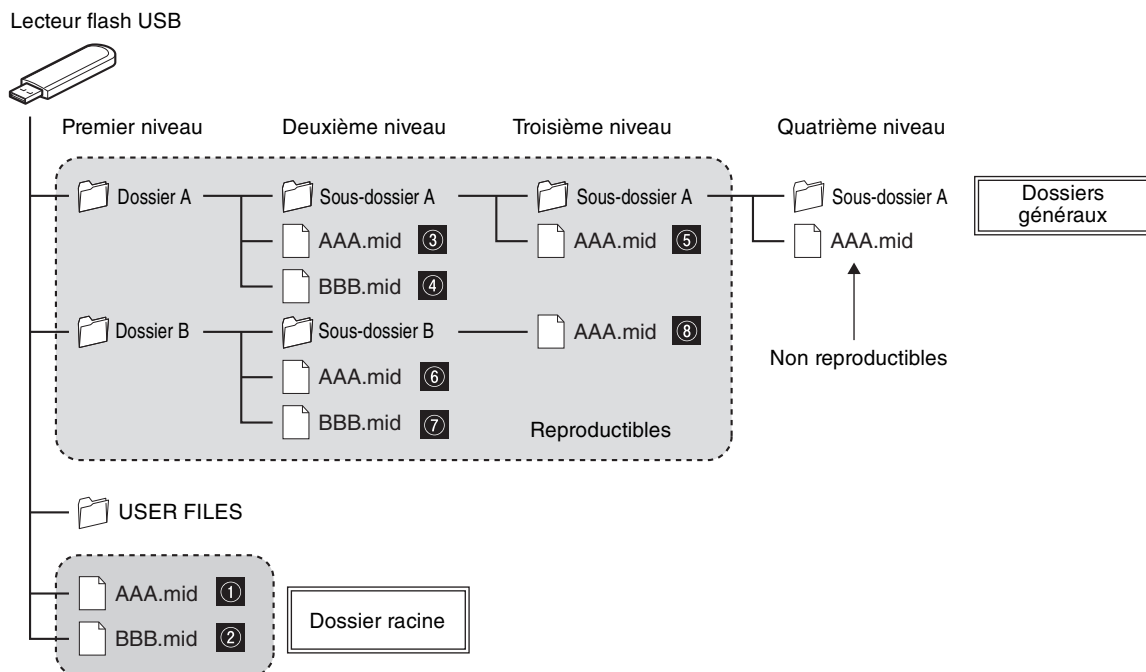 Lecteur flash USB
Premier niveau Deuxième niveau Troisième niveau Quatrième niveau
Dossier A Sous-dossier A Sous-dossier A Sous-dossier A
AAA.mid ③ AAA.mid ⑤ AAA.mid
BBB.mid ④
Dossiers
généraux
Dossier B Sous-dossier B AAA.mid ⑧
Non reproductibles
AAA.mid ⑥
BBB.mid ⑦
Reproductibles
USER FILES
AAA.mid ①
BBB.mid ②
Dossier racine